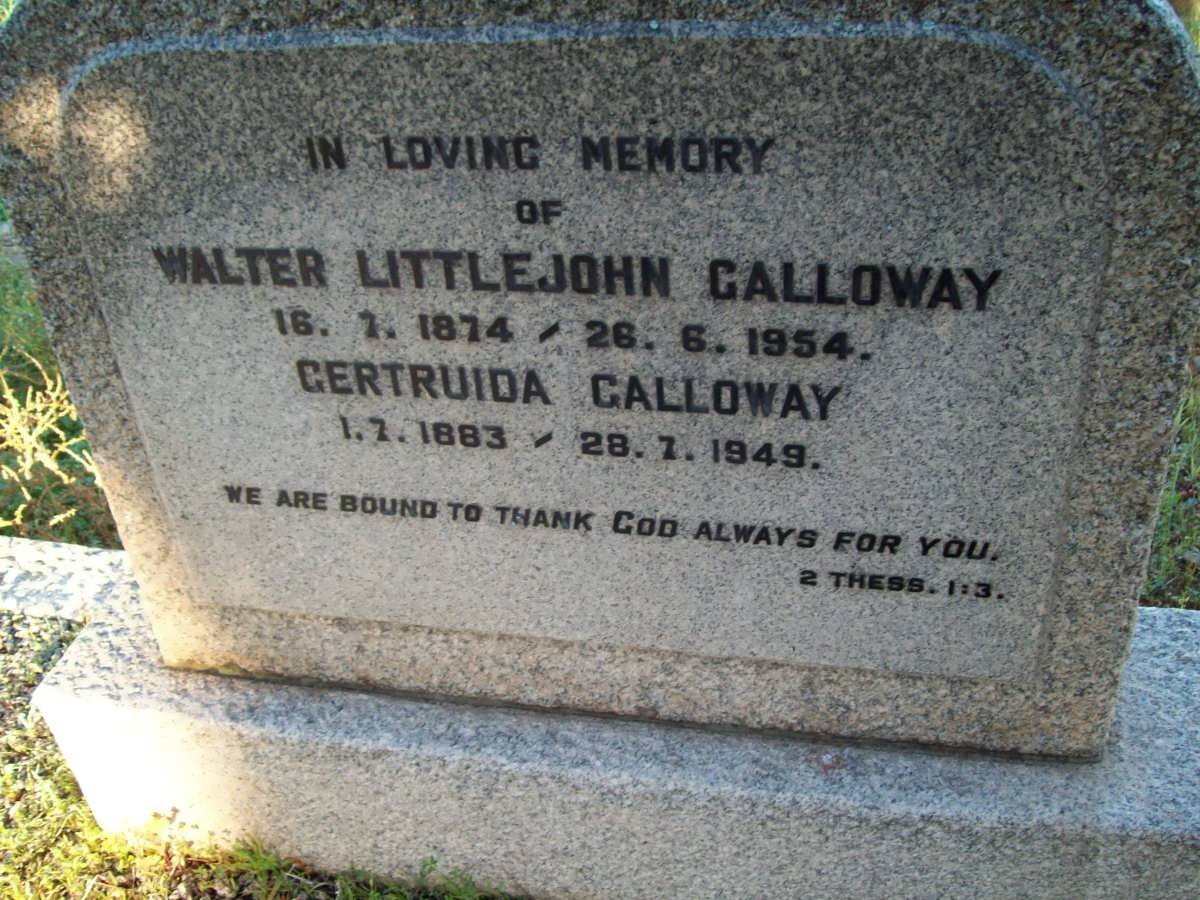 IN LOVING MEMORY
OF
WALTER LITTLEJOHN GALLOWAY
16. 7. 1874 / 26. 6. 1954.
GERTRUIDA GALLOWAY
1. 7. 1883 / 28. 7. 1949.
WE ARE BOUND TO THANK GOD ALWAYS FOR YOU.
2 THESS. 1:3.